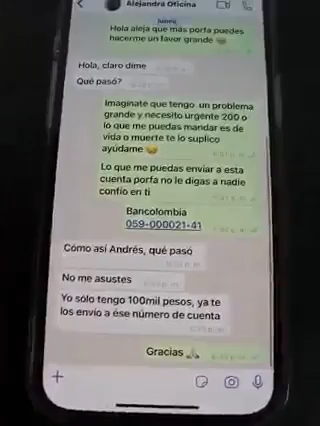 Alejandra Oficina
Hola aleja que más porfa puedes
hacerme un favor grande
Hola, claro dime
Qué pasó?
Imagínate que tengo un problema
grande y necesito urgente 200 o
lo que me puedas mandar es de
vida o muerte te lo suplico
ayúdame
Lo que me puedas enviar a esta
cuenta porfa no le digas a nadie
confío en ti
Bancolombia
059-000021-41
Cómo así Andrés, qué pasó
No me asustes
Yo sólo tengo 100mil pesos, ya te
los envío a ése número de cuenta
Gracias